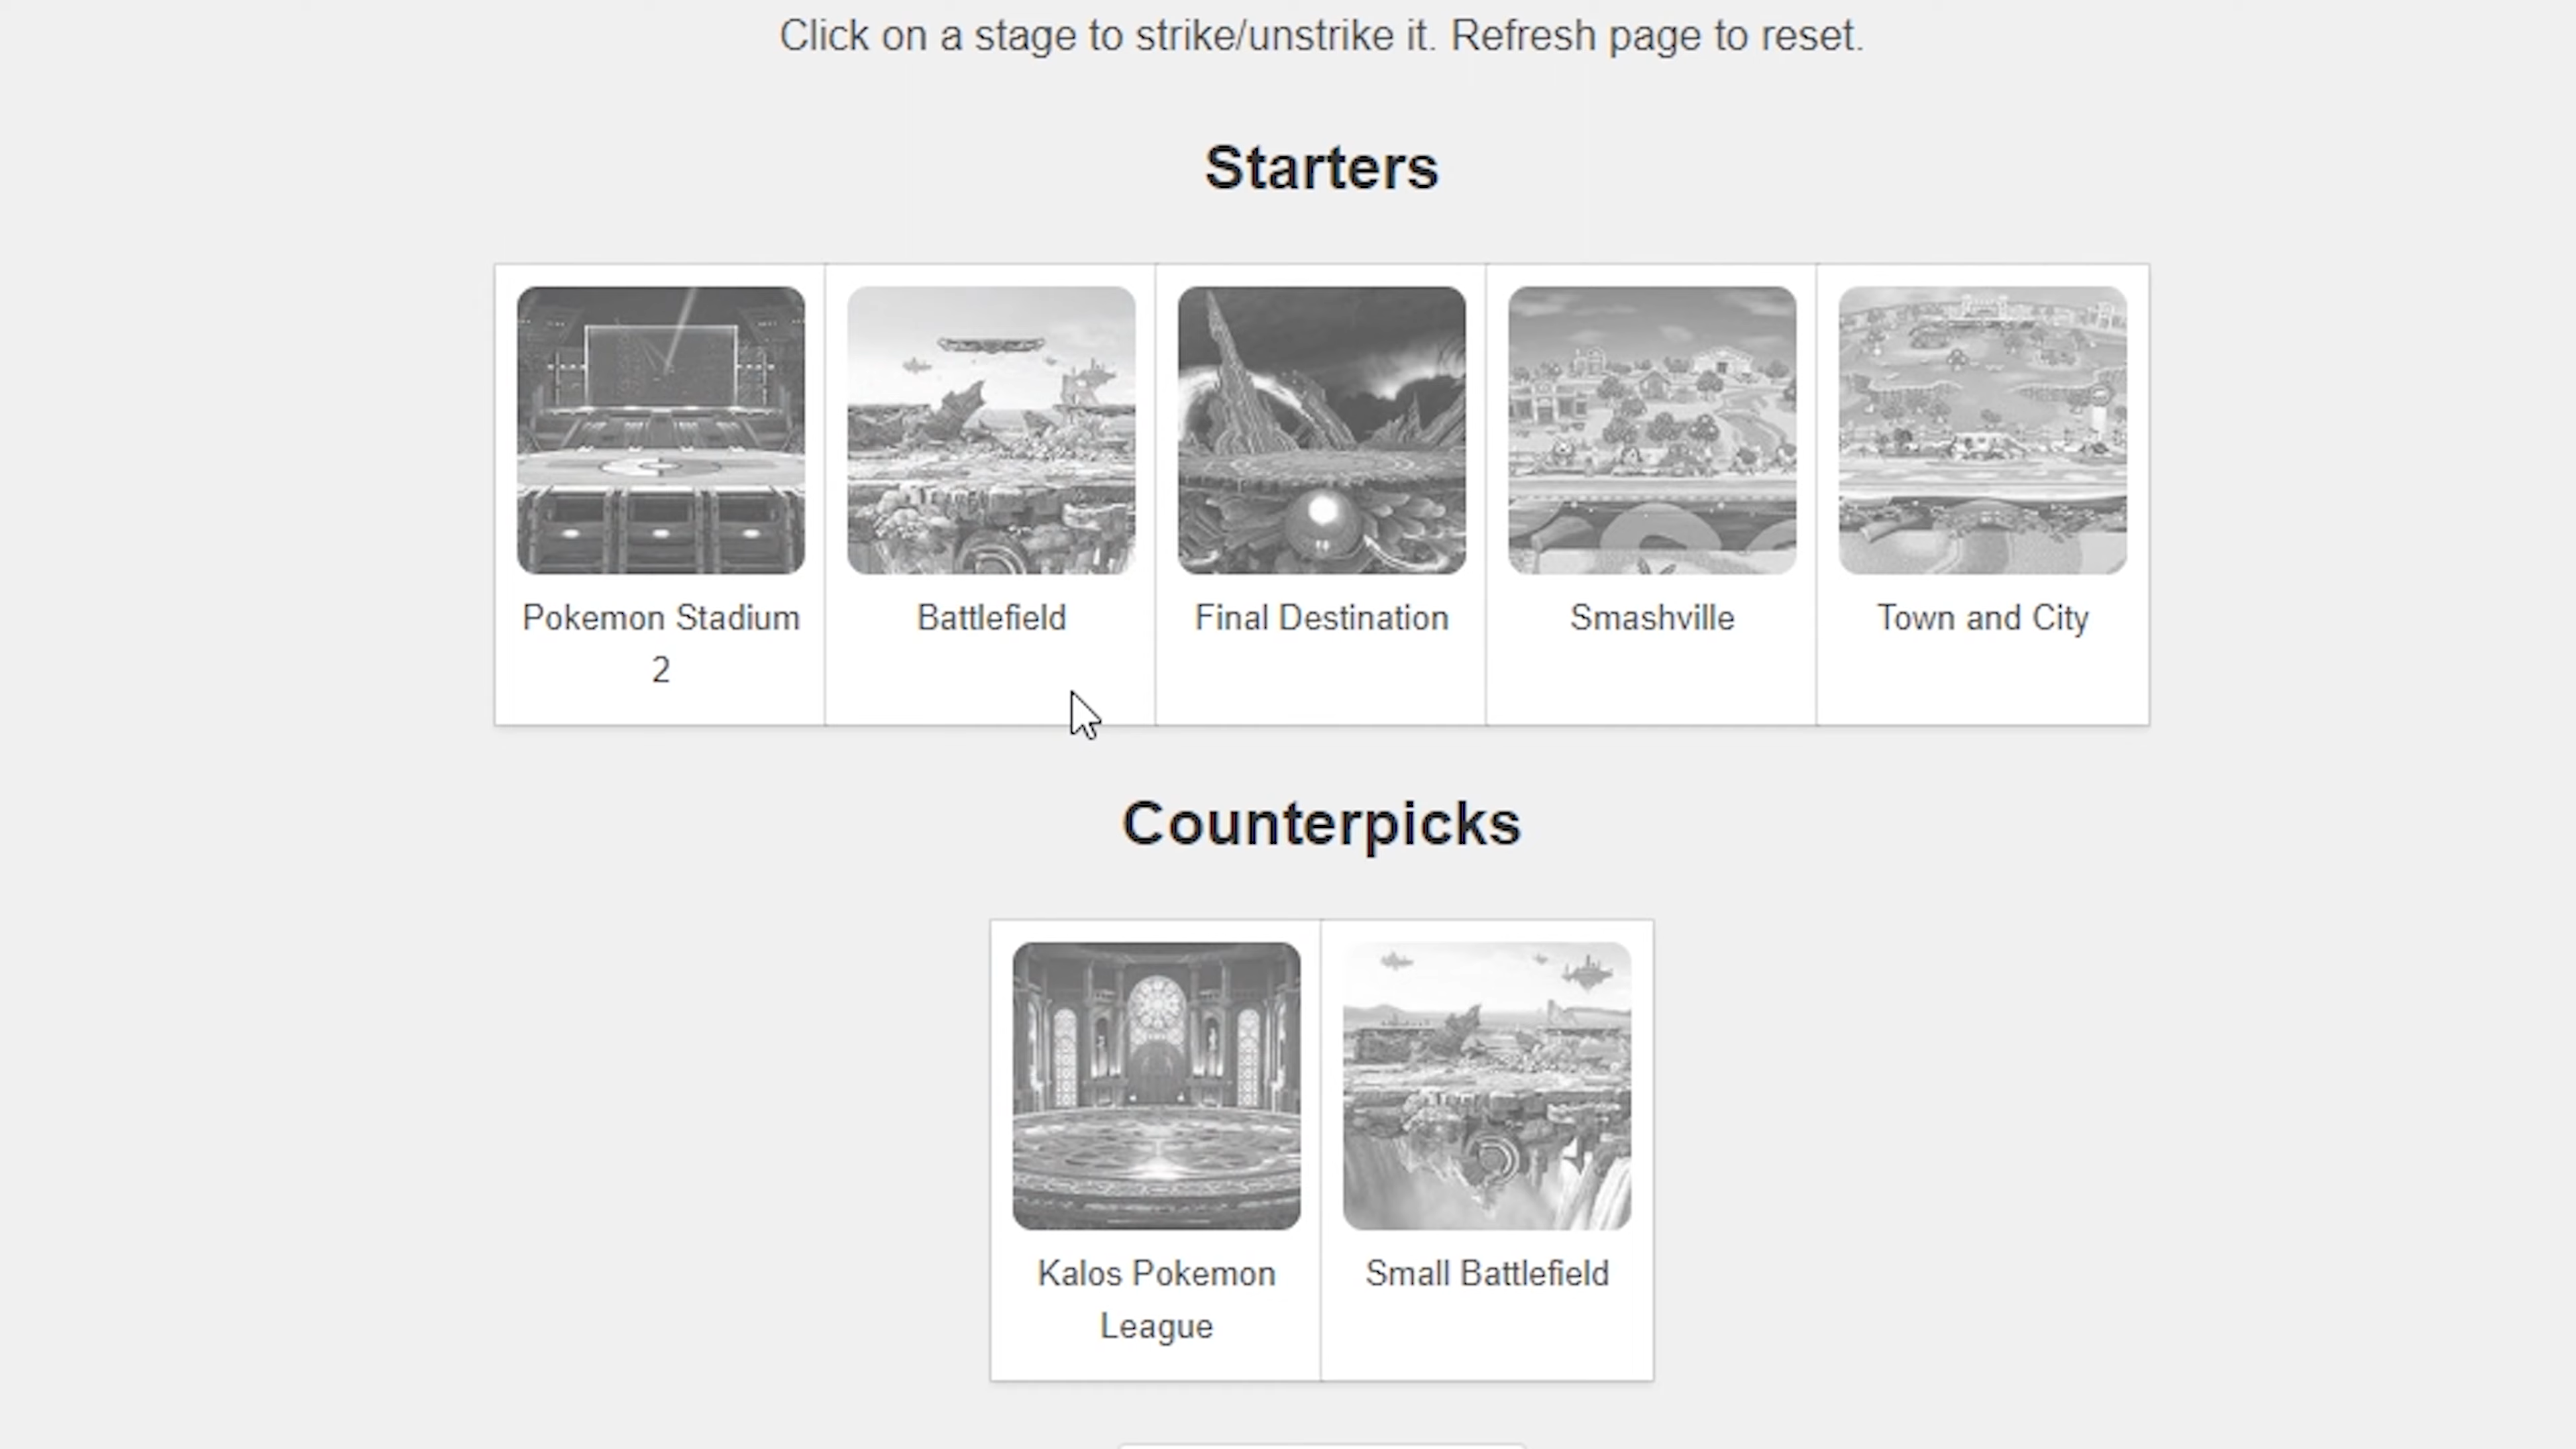 Click on a stage to strike/unstrike it. Refresh page to reset.
Starters
Pokemon Stadium
2
Battlefield
Final Destination
Smashville
Town and City
Counterpicks
Kalos Pokemon
League
Small Battlefield